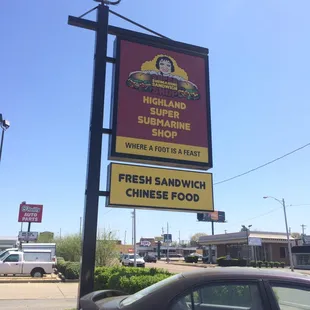 HIGHLAND
SUPER
SUBMARINE
SHOP
WHERE A FOOT IS A FEAST
FRESH SANDWICH
CHINESE FOOD
AUTO
PARTS